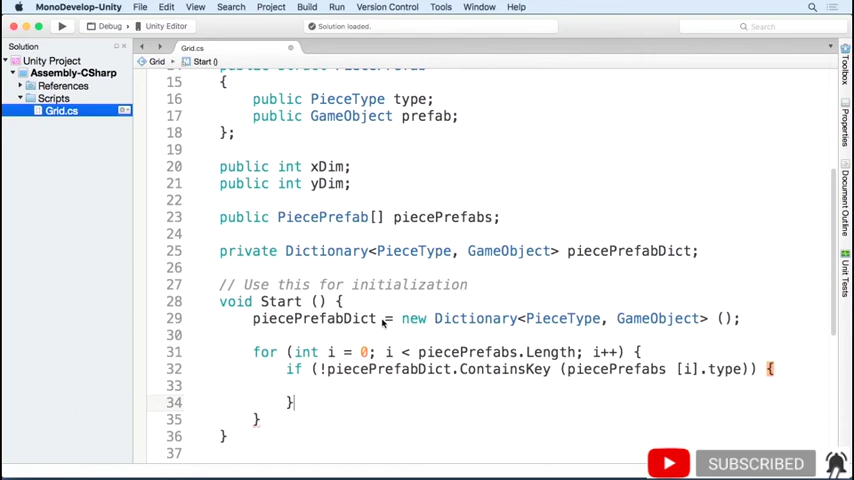 MonoDevelop-Unity File Edit View Search Project Build Run Version Control Tools Window Help
Debug Unity Editor Solution loaded. Search
Solution
Unity Project
Assembly-CSharp
References
Scripts
Grid.cs
Grid.cs
Grid Start ()
15 {
16 public PieceType type;
17 public GameObject prefab;
18 };
19
20 public int xDim;
21 public int yDim;
22
23 public PiecePrefab[] piecePrefabs;
24
25 private Dictionary<PieceType, GameObject> piecePrefabDict;
26
27 // Use this for initialization
28 void Start () {
29 piecePrefabDict = new Dictionary<PieceType, GameObject> ();
30
31 for (int i = 0; i < piecePrefabs.Length; i++) {
32 if (!piecePrefabDict.ContainsKey (piecePrefabs [i].type)) {
33
34 }
35 }
36 }
37
Toolbox
Properties
Document Outline
Unit Tests
SUBSCRIBED